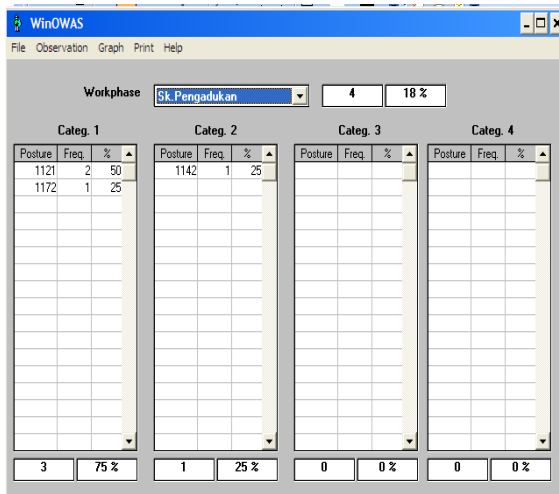 WinOWAS
File Observation Graph Print Help
Workphase Sk.Pengadukan 4 18 %
Categ. 1 Categ. 2 Categ. 3 Categ. 4
Posture Freq. % Posture Freq. % Posture Freq. % Posture Freq. %
1121 2 50 1142 1 25
1172 1 25
3 75 % 1 25 % 0 0 % 0 0 %